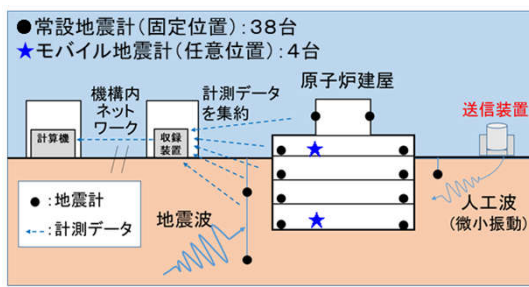 ●常設地震計(固定位置):38台
★モバイル地震計(任意位置):4台
原子炉建屋
機構内
ネット
ワーク
計測データ
を集約
送信装置
計算機
収録
装置
●:地震計
:計測データ
地震波
人工波
(微小振動)